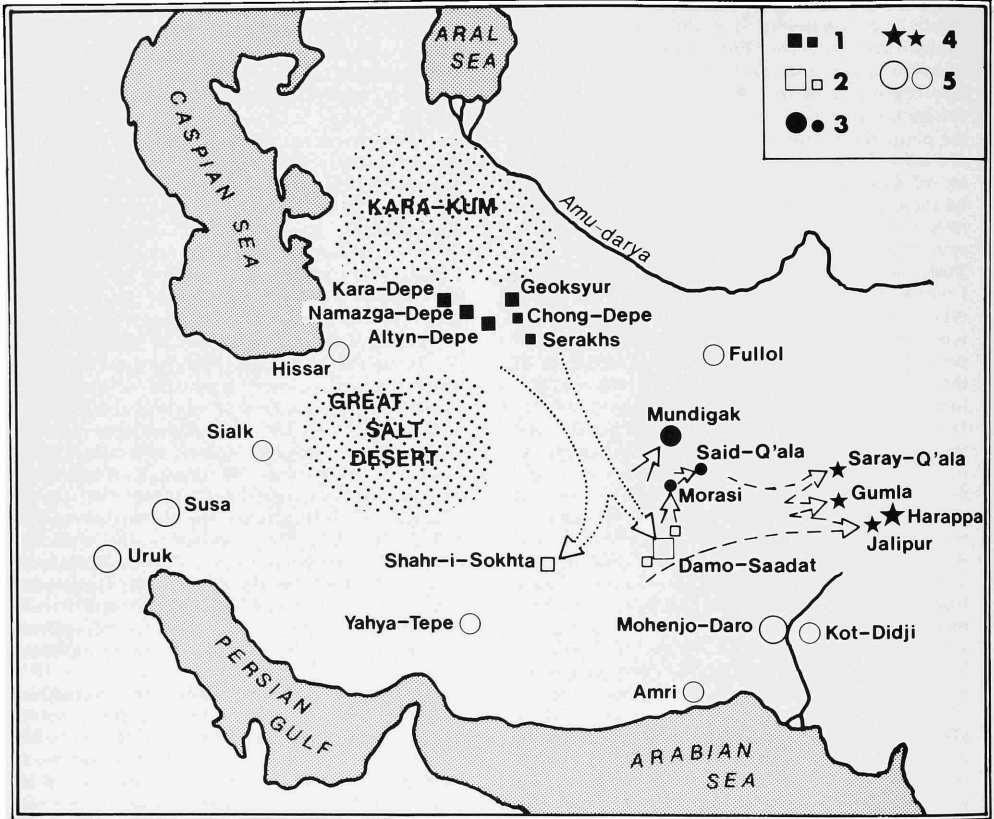 ARAL
SEA
1 4
2 5
3
CASPIAN SEA
KARA-KUM
Amu-darya
Kara-Depe
Geoksyur
Namazga-Depe
Chong-Depe
Altyn-Depe
Serakhs
Hissar
Fullol
GREAT
SALT
DESERT
Mundigak
Sialk
Said-Q'ala
Saray-Q'ala
Morasi
Gumla
Susa
Harappa
Jalipur
Uruk
Shahr-i-Sokhta
Damo-Saadat
Yahya-Tepe
Mohenjo-Daro
Kot-Didji
PERSIAN
GULF
Amri
ARABIAN
SEA